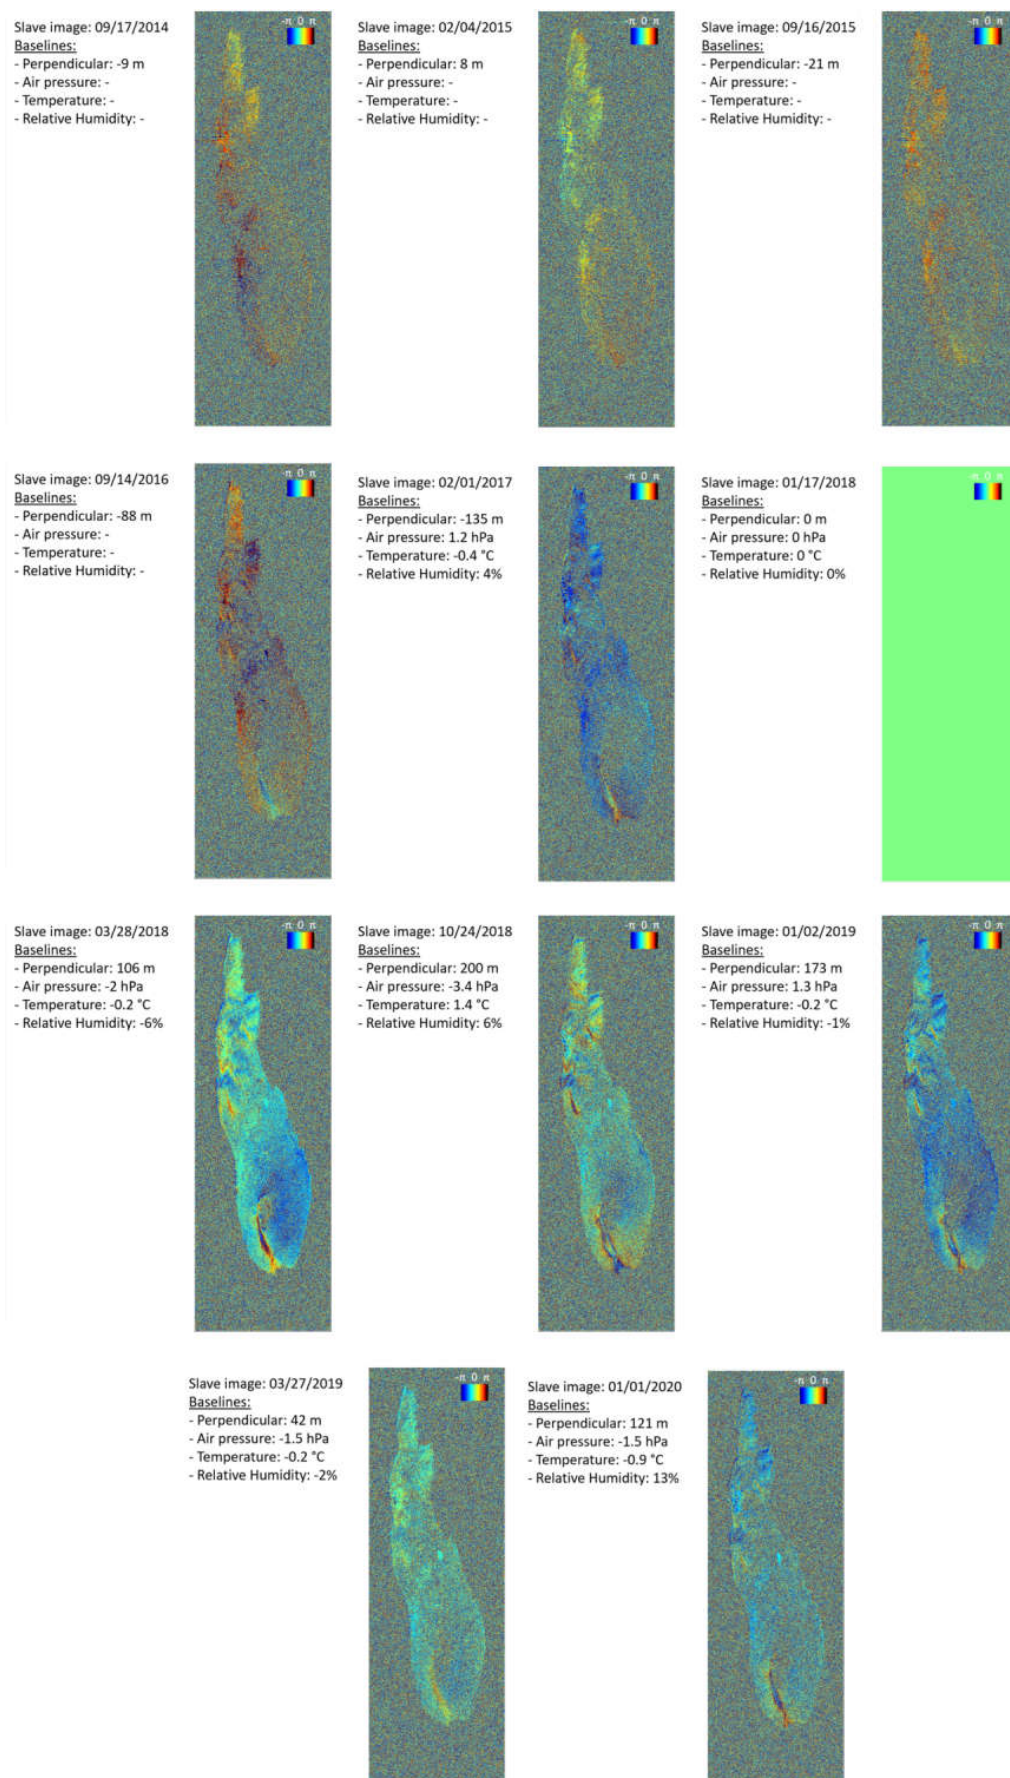 Slave image: 09/17/2014
Baselines:
- Perpendicular: -9 m
- Air pressure: -
- Temperature: -
- Relative Humidity: -
-π 0 π
Slave image: 02/04/2015
Baselines:
- Perpendicular: 8 m
- Air pressure: -
- Temperature: -
- Relative Humidity: -
-π 0 π
Slave image: 09/16/2015
Baselines:
- Perpendicular: -21 m
- Air pressure: -
- Temperature: -
- Relative Humidity: -
-π 0 π
Slave image: 09/14/2016
Baselines:
- Perpendicular: -88 m
- Air pressure: -
- Temperature: -
- Relative Humidity: -
-π 0 π
Slave image: 02/01/2017
Baselines:
- Perpendicular: -135 m
- Air pressure: 1.2 hPa
- Temperature: -0.4 °C
- Relative Humidity: 4%
-π 0 π
Slave image: 01/17/2018
Baselines:
- Perpendicular: 0 m
- Air pressure: 0 hPa
- Temperature: 0 °C
- Relative Humidity: 0%
-π 0 π
Slave image: 03/28/2018
Baselines:
- Perpendicular: 106 m
- Air pressure: -2 hPa
- Temperature: -0.2 °C
- Relative Humidity: -6%
-π 0 π
Slave image: 10/24/2018
Baselines:
- Perpendicular: 200 m
- Air pressure: -3.4 hPa
- Temperature: 1.4 °C
- Relative Humidity: 6%
-π 0 π
Slave image: 01/02/2019
Baselines:
- Perpendicular: 173 m
- Air pressure: 1.3 hPa
- Temperature: -0.2 °C
- Relative Humidity: -1%
-π 0 π
Slave image: 03/27/2019
Baselines:
- Perpendicular: 42 m
- Air pressure: -1.5 hPa
- Temperature: -0.2 °C
- Relative Humidity: -2%
-π 0 π
Slave image: 01/01/2020
Baselines:
- Perpendicular: 121 m
- Air pressure: -1.5 hPa
- Temperature: -0.9 °C
- Relative Humidity: 13%
-π 0 π